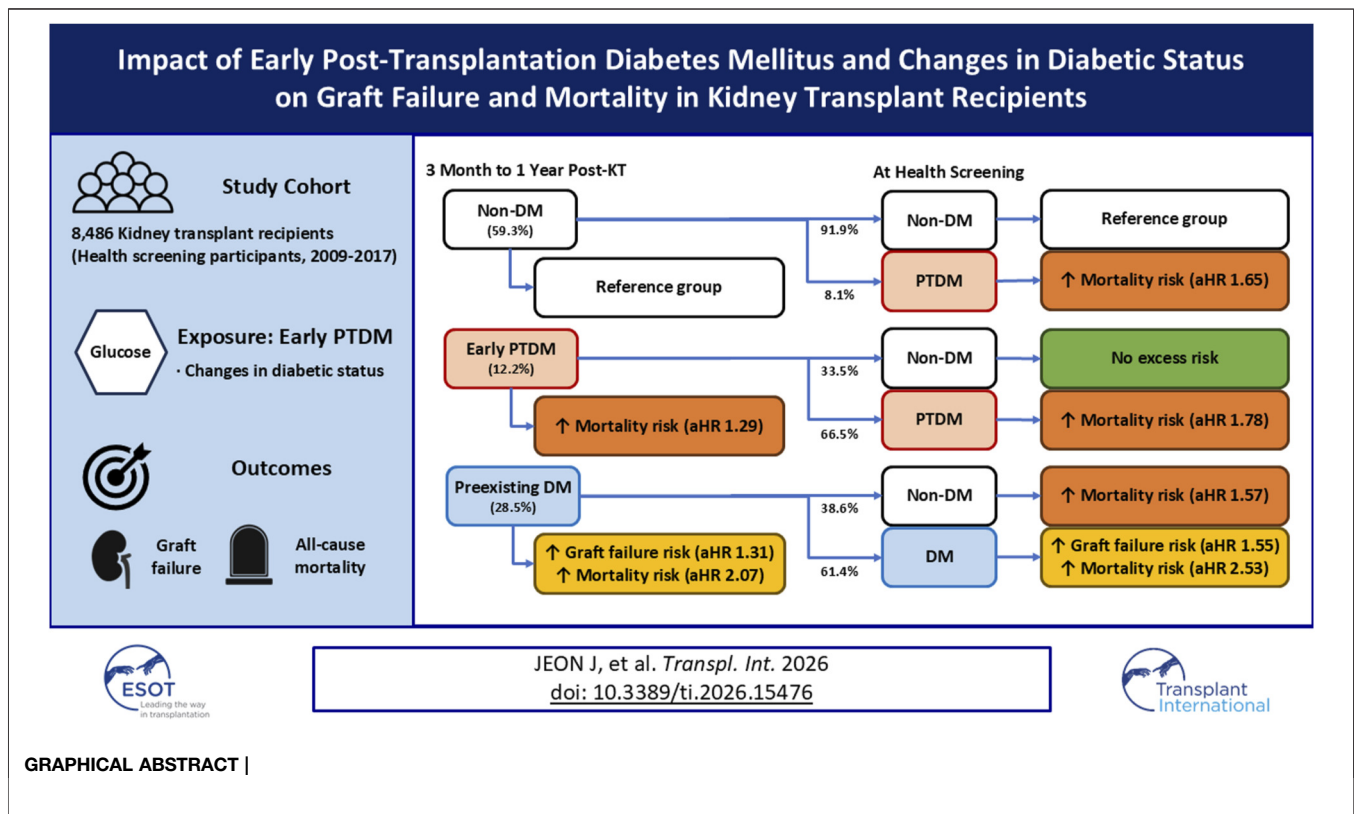 Impact of Early Post-Transplantation Diabetes Mellitus and Changes in Diabetic Status
on Graft Failure and Mortality in Kidney Transplant Recipients
Study Cohort
8,486 Kidney transplant recipients
(Health screening participants, 2009-2017)
Glucose
Exposure: Early PTDM
· Changes in diabetic status
Outcomes
Graft
failure
All-cause
mortality
3 Month to 1 Year Post-KT
At Health Screening
Non-DM
(59.3%)
Reference group
91.9%
Non-DM
Reference group
8.1%
PTDM
↑ Mortality risk (aHR 1.65)
Early PTDM
(12.2%)
↑ Mortality risk (aHR 1.29)
33.5%
Non-DM
No excess risk
66.5%
PTDM
↑ Mortality risk (aHR 1.78)
Preexisting DM
(28.5%)
↑ Graft failure risk (aHR 1.31)
↑ Mortality risk (aHR 2.07)
38.6%
Non-DM
↑ Mortality risk (aHR 1.57)
61.4%
DM
↑ Graft failure risk (aHR 1.55)
↑ Mortality risk (aHR 2.53)
ESOT
Leading the way
in transplantation
JEON J, et al. Transpl. Int. 2026
doi: 10.3389/ti.2026.15476
Transplant
International
GRAPHICAL ABSTRACT |